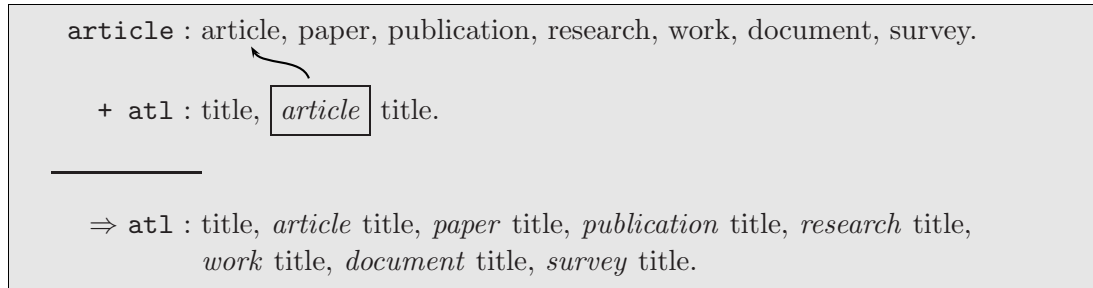 article : article, paper, publication, research, work, document, survey.
+ atl : title, article title.
⇒ atl : title, article title, paper title, publication title, research title,
work title, document title, survey title.